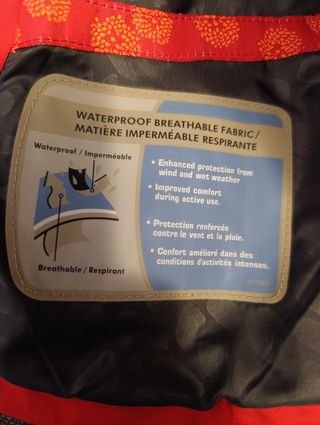 WATERPROOF BREATHABLE FABRIC /
MATIÈRE IMPERMÉABLE RESPIRANTE
Waterproof / Imperméable
• Enhanced protection from
wind and wet weather
• Improved comfort
during active use.
• Protection renforcée
contre le vent et la pluie.
• Confort amélioré dans des
conditions d'activités intenses.
Breathable / Respirant